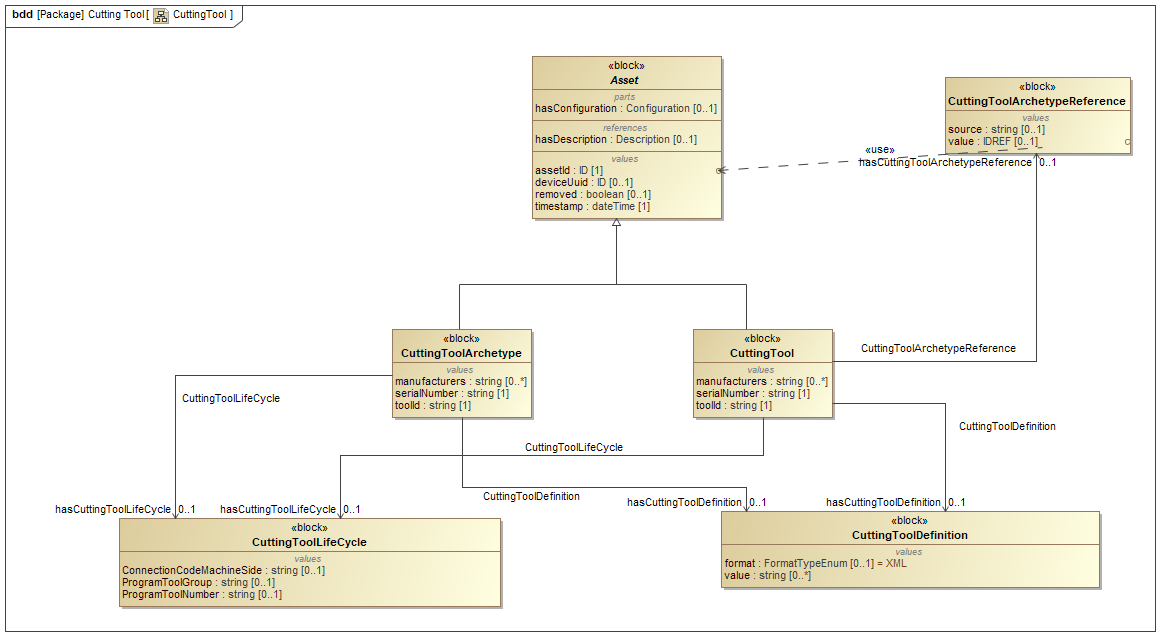 bdd [Package] Cutting Tool[ CuttingTool ]
«block»
Asset
parts
hasConfiguration : Configuration [0..1]
references
hasDescription : Description [0..1]
values
assetId : ID [1]
deviceUuid : ID [0..1]
removed : boolean [0..1]
timestamp : dateTime [1]
«block»
CuttingToolArchetypeReference
values
source : string [0..1]
value : IDREF [0..1]
«use»
hasCuttingToolArchetypeReference 0..1
«block»
CuttingToolArchetype
values
manufacturers : string [0..*]
serialNumber : string [1]
toolId : string [1]
«block»
CuttingTool
values
manufacturers : string [0..*]
serialNumber : string [1]
toolId : string [1]
CuttingToolArchetypeReference
CuttingToolLifeCycle
CuttingToolDefinition
CuttingToolLifeCycle
CuttingToolDefinition
hasCuttingToolLifeCycle 0..1
hasCuttingToolLifeCycle 0..1
hasCuttingToolDefinition 0..1
hasCuttingToolDefinition 0..1
«block»
CuttingToolLifeCycle
values
ConnectionCodeMachineSide : string [0..1]
ProgramToolGroup : string [0..1]
ProgramToolNumber : string [0..1]
«block»
CuttingToolDefinition
values
format : FormatTypeEnum [0..1] = XML
value : string [0..*]